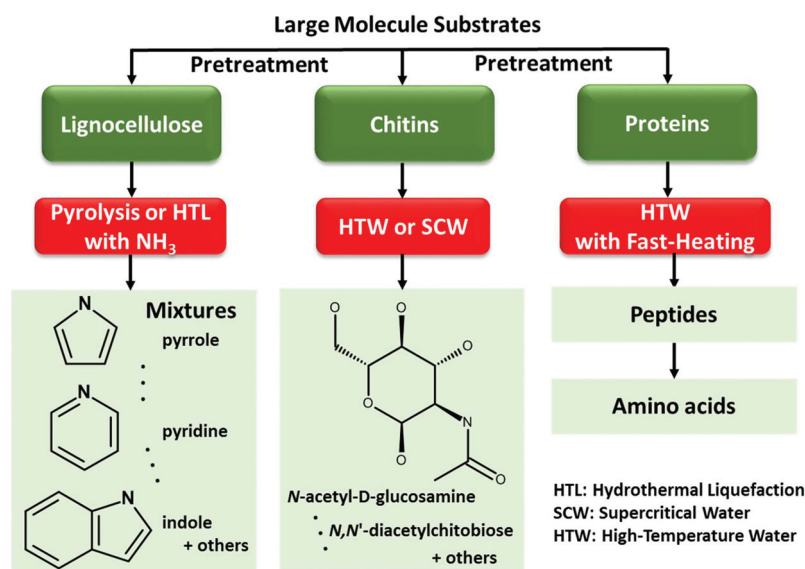 Large Molecule Substrates
Pretreatment
Pretreatment
Lignocellulose
Chitins
Proteins
Pyrolysis or HTL
with NH₃
HTW or SCW
HTW
with Fast-Heating
Mixtures
N
pyrrole
N
pyridine
N
indole
+ others
O
O
O
O
O
N
O
N-acetyl-D-glucosamine
N,N'-diacetylchitobiose
+ others
Peptides
Amino acids
HTL: Hydrothermal Liquefaction
SCW: Supercritical Water
HTW: High-Temperature Water